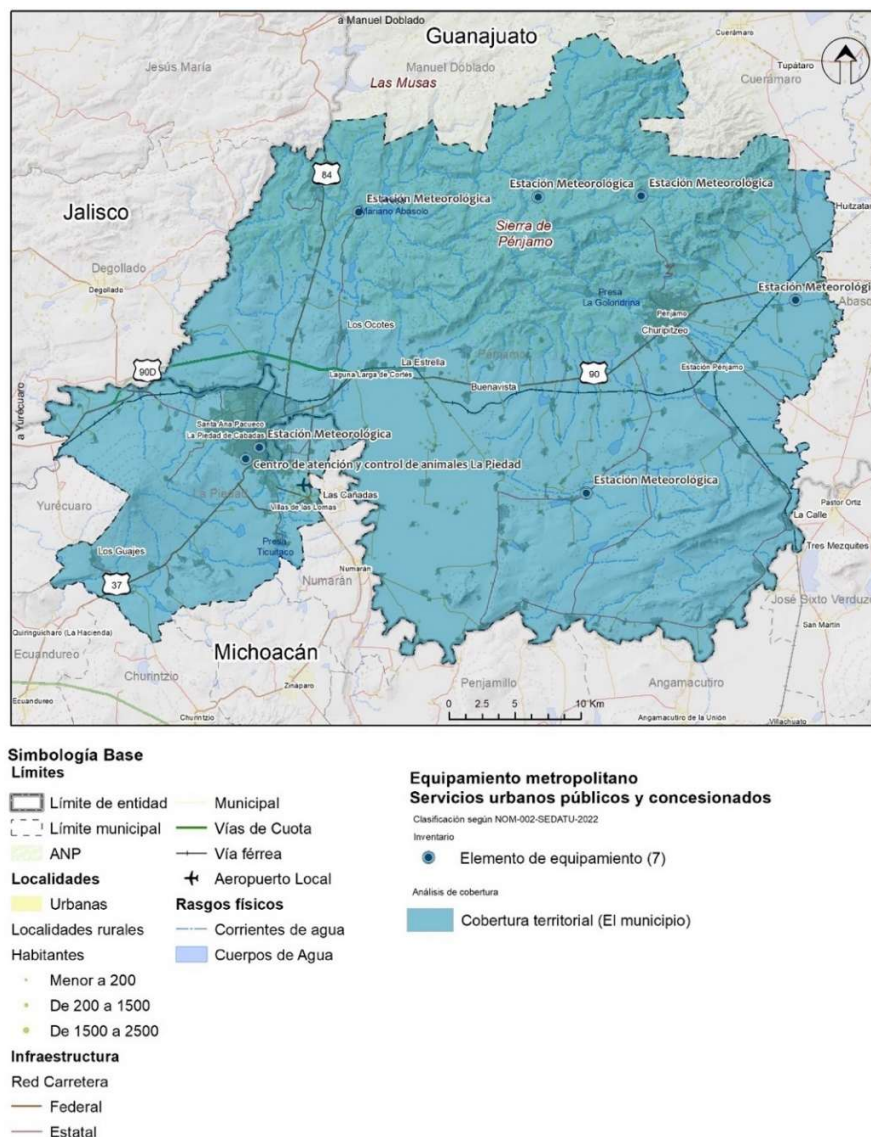 a Manuel Doblado
Guanajuato
Cuerámaro
Jesús María
Manuel Doblado
Tupátaro
Las Musas
Cuerámaro
84
Estación Meteorológica
Estación Meteorológica
Estación Meteorológica
Mariano Abasolo
Huitzatar
Jalisco
Sierra de
Pénjamo
Degollado
Degollado
Presa
La Golondrina
Estación Meteorológi
Abaso
Pénjamo
Los Ocotes
Churipitzeo
La Estrella
Pénjamo
90D
Laguna Larga de Cortés
90
Estación Pénjamo
Buenavista
a Yurécuaro
Santa Ana Pacueco
La Piedad de Cabadas
Estación Meteorológica
Centro de atención y control de animales La Piedad
La Piedad
Las Cañadas
Estación Meteorológica
Yurécuaro
Villas de las Lomas
Pastor Ortiz
La Calle
Los Guajes
Presa
Ticuitaco
Tres Mezquites
Numarán
37
Numarán
José Sixto Verduzc
Quiringüicharo (La Hacienda)
San Martín
Ecuandureo
Michoacán
Churintzio
Zináparo
Penjamillo
Angamacutiro
Ecuandureo
Churintzio
0 2.5 5 10 Km
Angamacutiro de la Unión
Villachuato
Simbología Base
Límites
Límite de entidad
Límite municipal
ANP
Localidades
Urbanas
Localidades rurales
Habitantes
Menor a 200
De 200 a 1500
De 1500 a 2500
Infraestructura
Red Carretera
Federal
Estatal
Municipal
Vías de Cuota
Vía férrea
Aeropuerto Local
Rasgos físicos
Corrientes de agua
Cuerpos de Agua
Equipamiento metropolitano
Servicios urbanos públicos y concesionados
Clasificación según NOM-002-SEDATU-2022
Inventario
Elemento de equipamiento (7)
Análisis de cobertura
Cobertura territorial (El municipio)